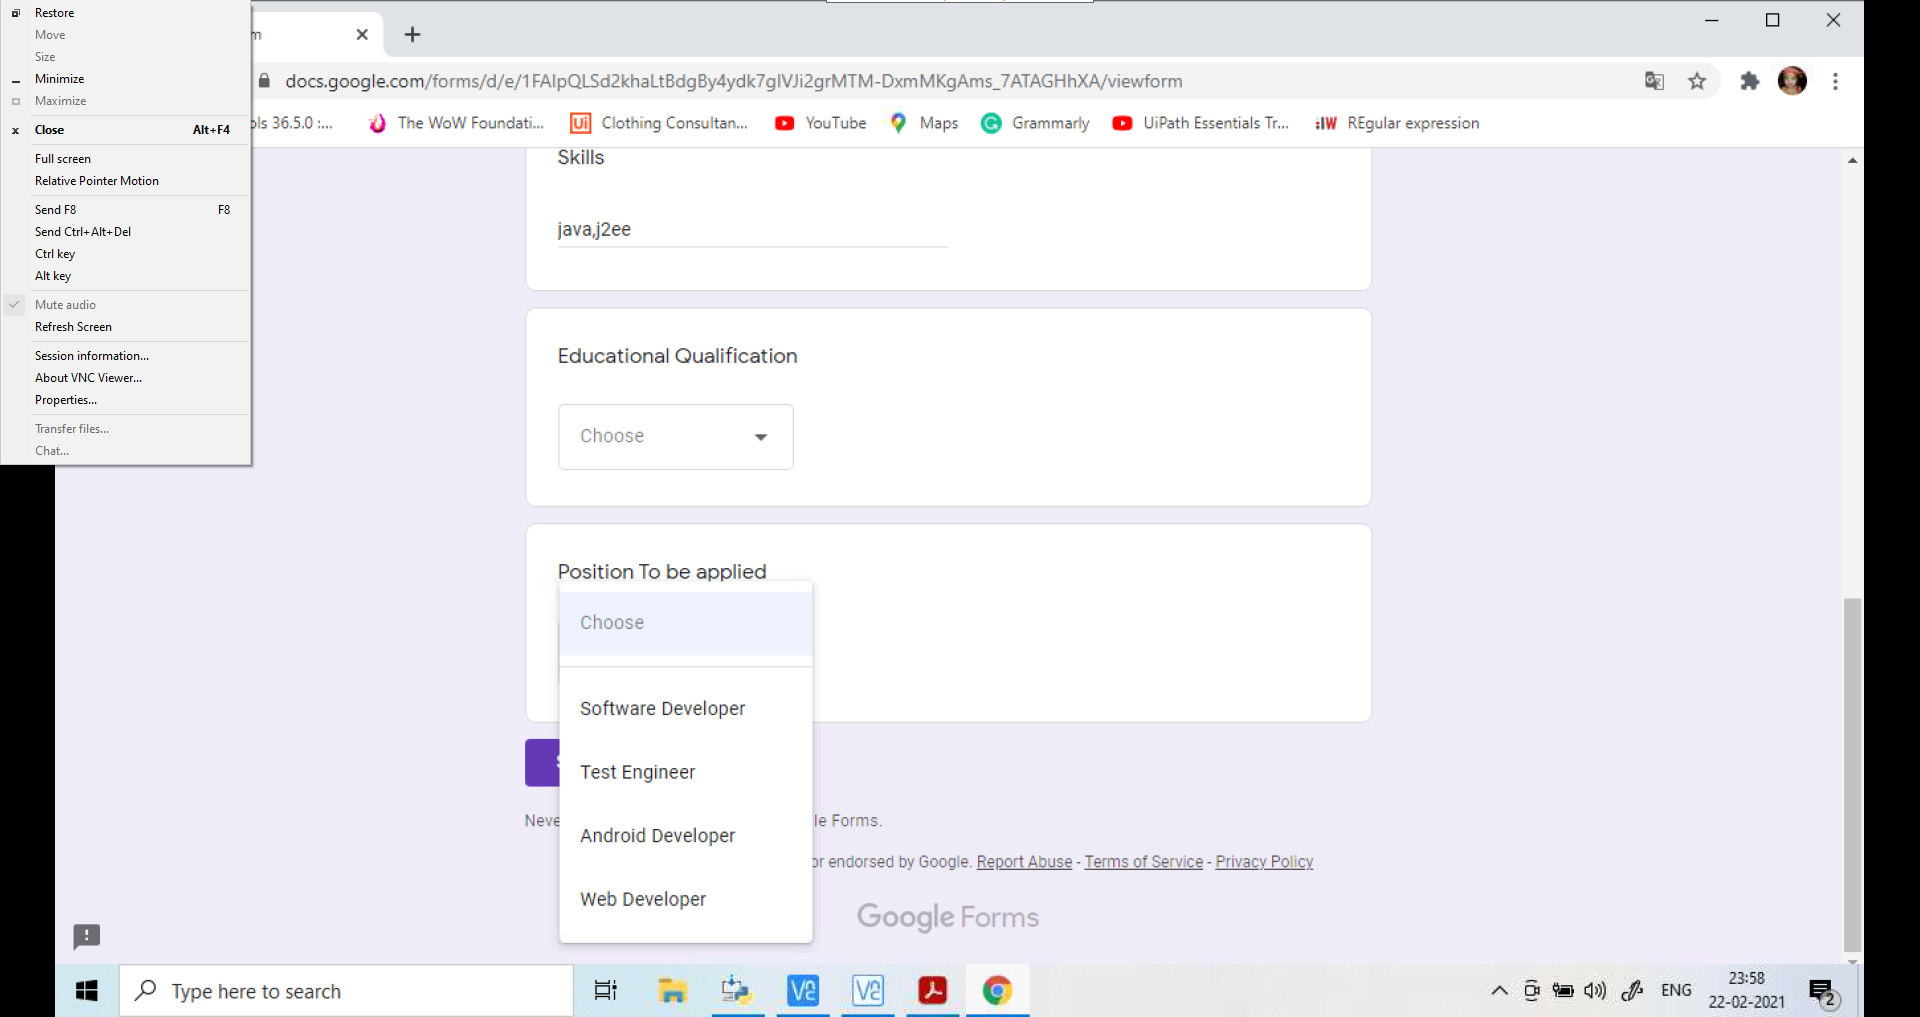 Restore
Move
Size
Minimize
Maximize
Close Alt+F4
Full screen
Relative Pointer Motion
Send F8 F8
Send Ctrl+Alt+Del
Ctrl key
Alt key
Mute audio
Refresh Screen
Session information...
About VNC Viewer...
Properties...
Transfer files...
Chat...
m
docs.google.com/forms/d/e/1FAIpQLSd2khaLtBdgBy4ydk7glVJi2grMTM-DxmMKgAms_7ATAGHhXA/viewform
ols 36.5.0 :...
The WoW Foundati...
Clothing Consultan...
YouTube
Maps
Grammarly
UiPath Essentials Tr...
REgular expression
Skills
java,j2ee
Educational Qualification
Choose
Position To be applied
Choose
Software Developer
Test Engineer
Android Developer
Web Developer
Neve
le Forms.
or endorsed by Google. Report Abuse - Terms of Service - Privacy Policy
Google Forms
Type here to search
ENG
23:58
22-02-2021
2